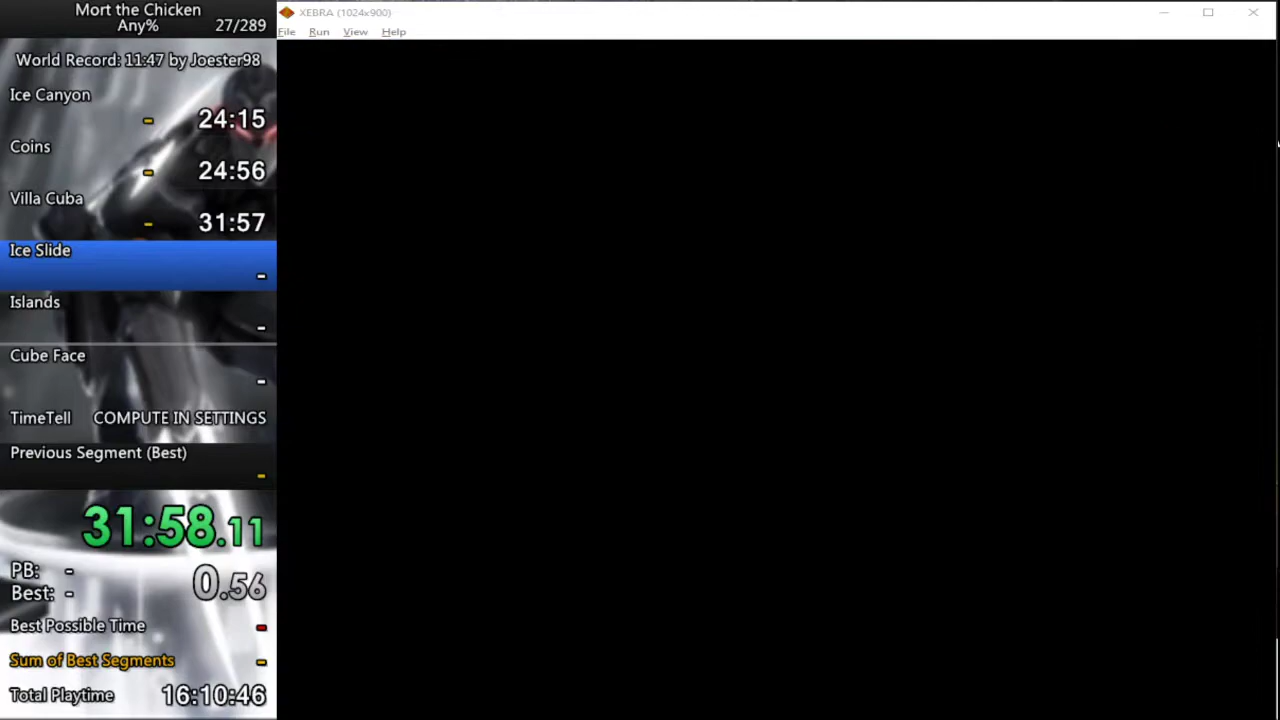 Mort the Chicken
Any% 27/289
World Record: 11:47 by Joester98
Ice Canyon
- 24:15
Coins
- 24:56
Villa Cuba
- 31:57
Ice Slide
-
Islands
-
Cube Face
-
TimeTell COMPUTE IN SETTINGS
Previous Segment (Best)
-
31:58.11
PB: -
Best: - 0.56
Best Possible Time -
Sum of Best Segments -
Total Playtime 16:10:46
XEBRA (1024x900)
File Run View Help